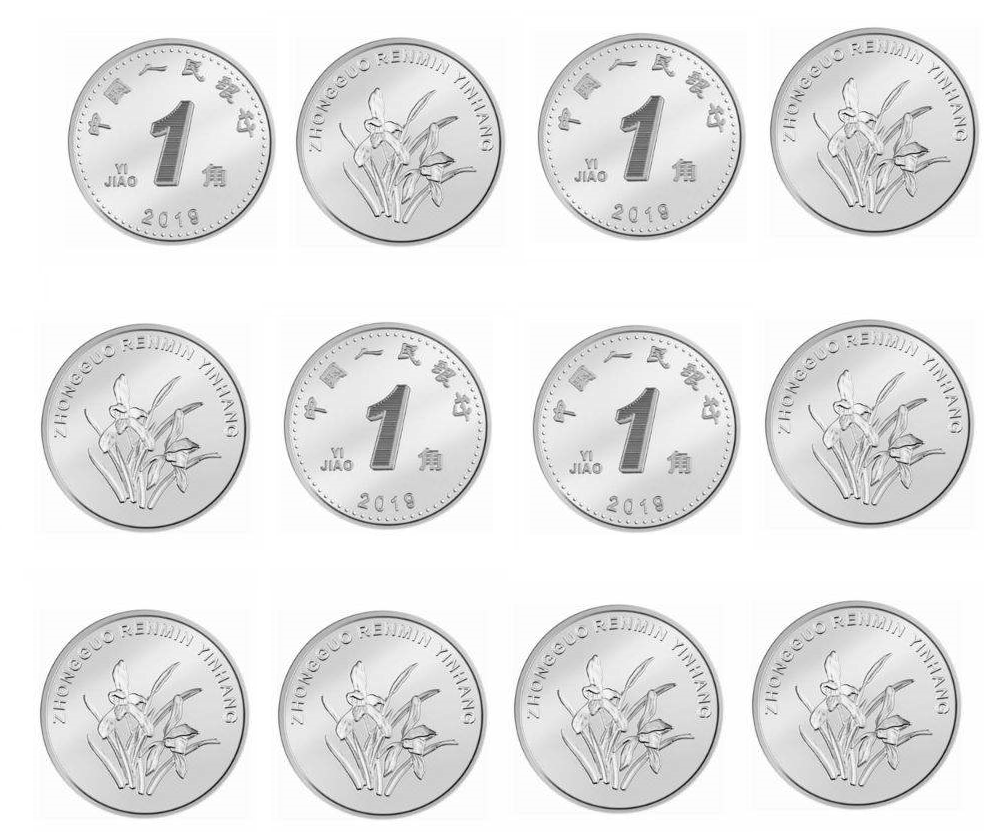 中国人民银行
1
YI
JIAO 角
2019
ZHONGGUO RENMIN YINHANG
中国人民银行
1
YI
JIAO 角
2019
ZHONGGUO RENMIN YINHANG
ZHONGGUO RENMIN YINHANG
中国人民银行
1
YI
JIAO 角
2019
中国人民银行
1
YI
JIAO 角
2019
ZHONGGUO RENMIN YINHANG
ZHONGGUO RENMIN YINHANG
ZHONGGUO RENMIN YINHANG
ZHONGGUO RENMIN YINHANG
ZHONGGUO RENMIN YINHANG